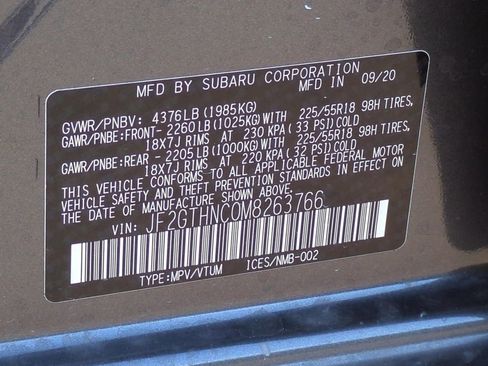 MFD BY SUBARU CORPORATION MFD IN 09/20
GVWR/PNBV: 4376LB (1985KG)
GAWR/PNBE:FRONT- 2260LB (1025KG)WITH 225/55R18 98H TIRES,
18X7J RIMS AT 230 KPA (33 PSI)COLD
GAWR/PNBE:REAR - 2205LB (1000KG)WITH 225/55R18 98H TIRES,
18X7J RIMS AT 220 KPA (32 PSI)COLD
THIS VEHICLE CONFORMS TO ALL APPLICABLE FEDERAL MOTOR
VEHICLE SAFETY AND THEFT PREVENTION STANDARDS IN EFFECT ON
THE DATE OF MANUFACTURE SHOWN ABOVE.
VIN: JF2GTHNC0M8263766
TYPE:MPV/VTUM ICES/NMB-002